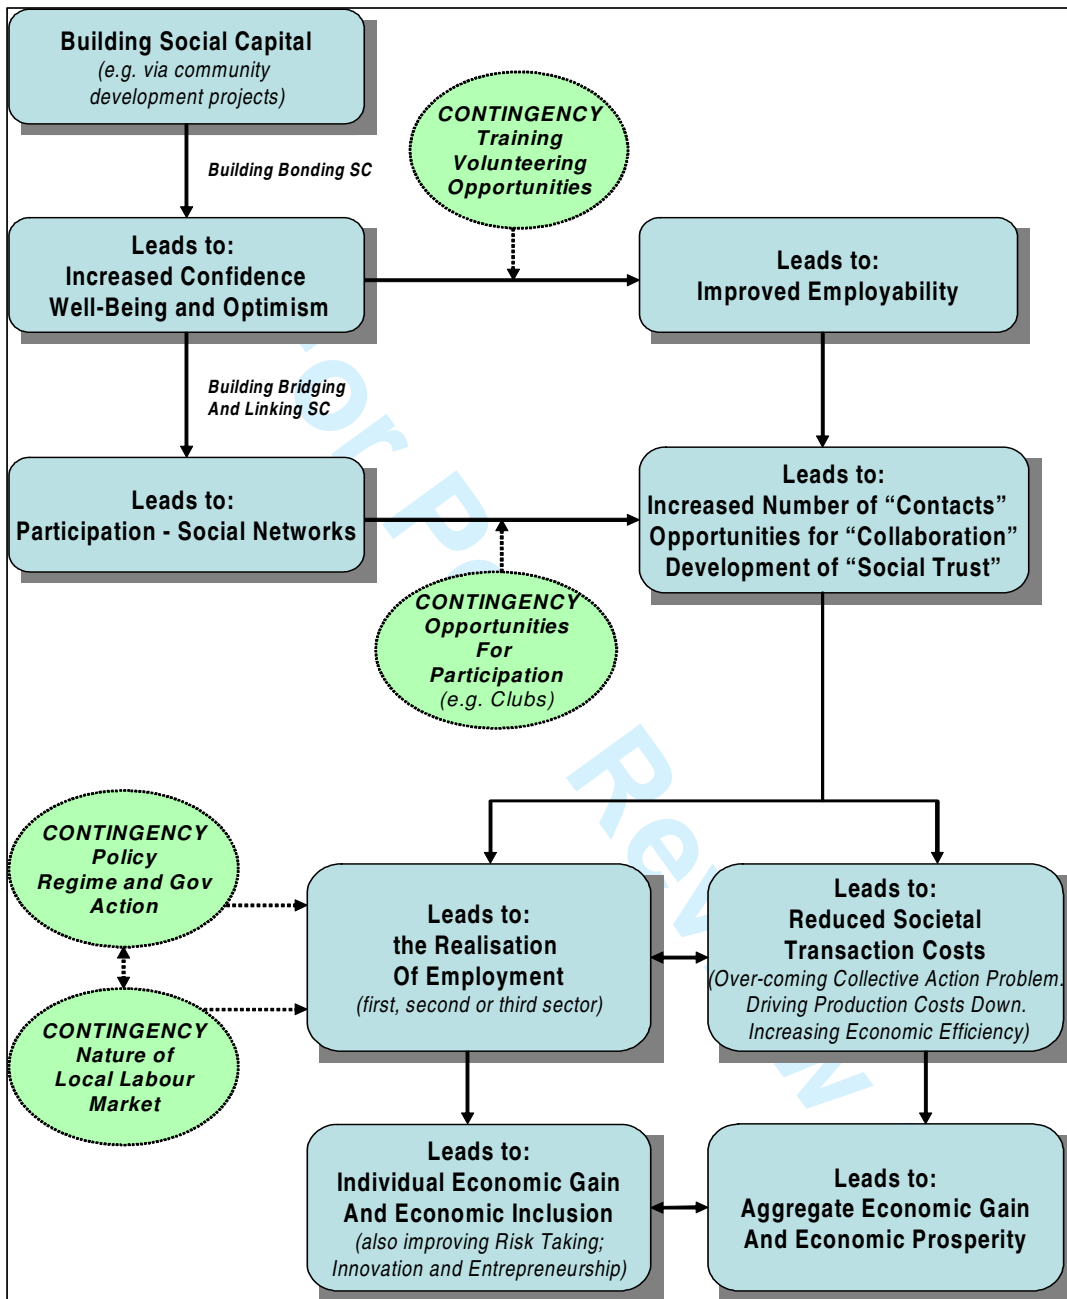 Building Social Capital
(e.g. via community
development projects)
CONTINGENCY
Training
Volunteering
Opportunities
Building Bonding SC
Leads to:
Increased Confidence
Well-Being and Optimism
Leads to:
Improved Employability
Building Bridging
And Linking SC
Leads to:
Participation - Social Networks
Leads to:
Increased Number of “Contacts”
Opportunities for “Collaboration”
Development of “Social Trust”
CONTINGENCY
Opportunities
For
Participation
(e.g. Clubs)
CONTINGENCY
Policy
Regime and Gov
Action
Leads to:
the Realisation
Of Employment
(first, second or third sector)
Leads to:
Reduced Societal
Transaction Costs
(Over-coming Collective Action Problem.
Driving Production Costs Down.
Increasing Economic Efficiency)
CONTINGENCY
Nature of
Local Labour
Market
Leads to:
Individual Economic Gain
And Economic Inclusion
(also improving Risk Taking;
Innovation and Entrepreneurship)
Leads to:
Aggregate Economic Gain
And Economic Prosperity